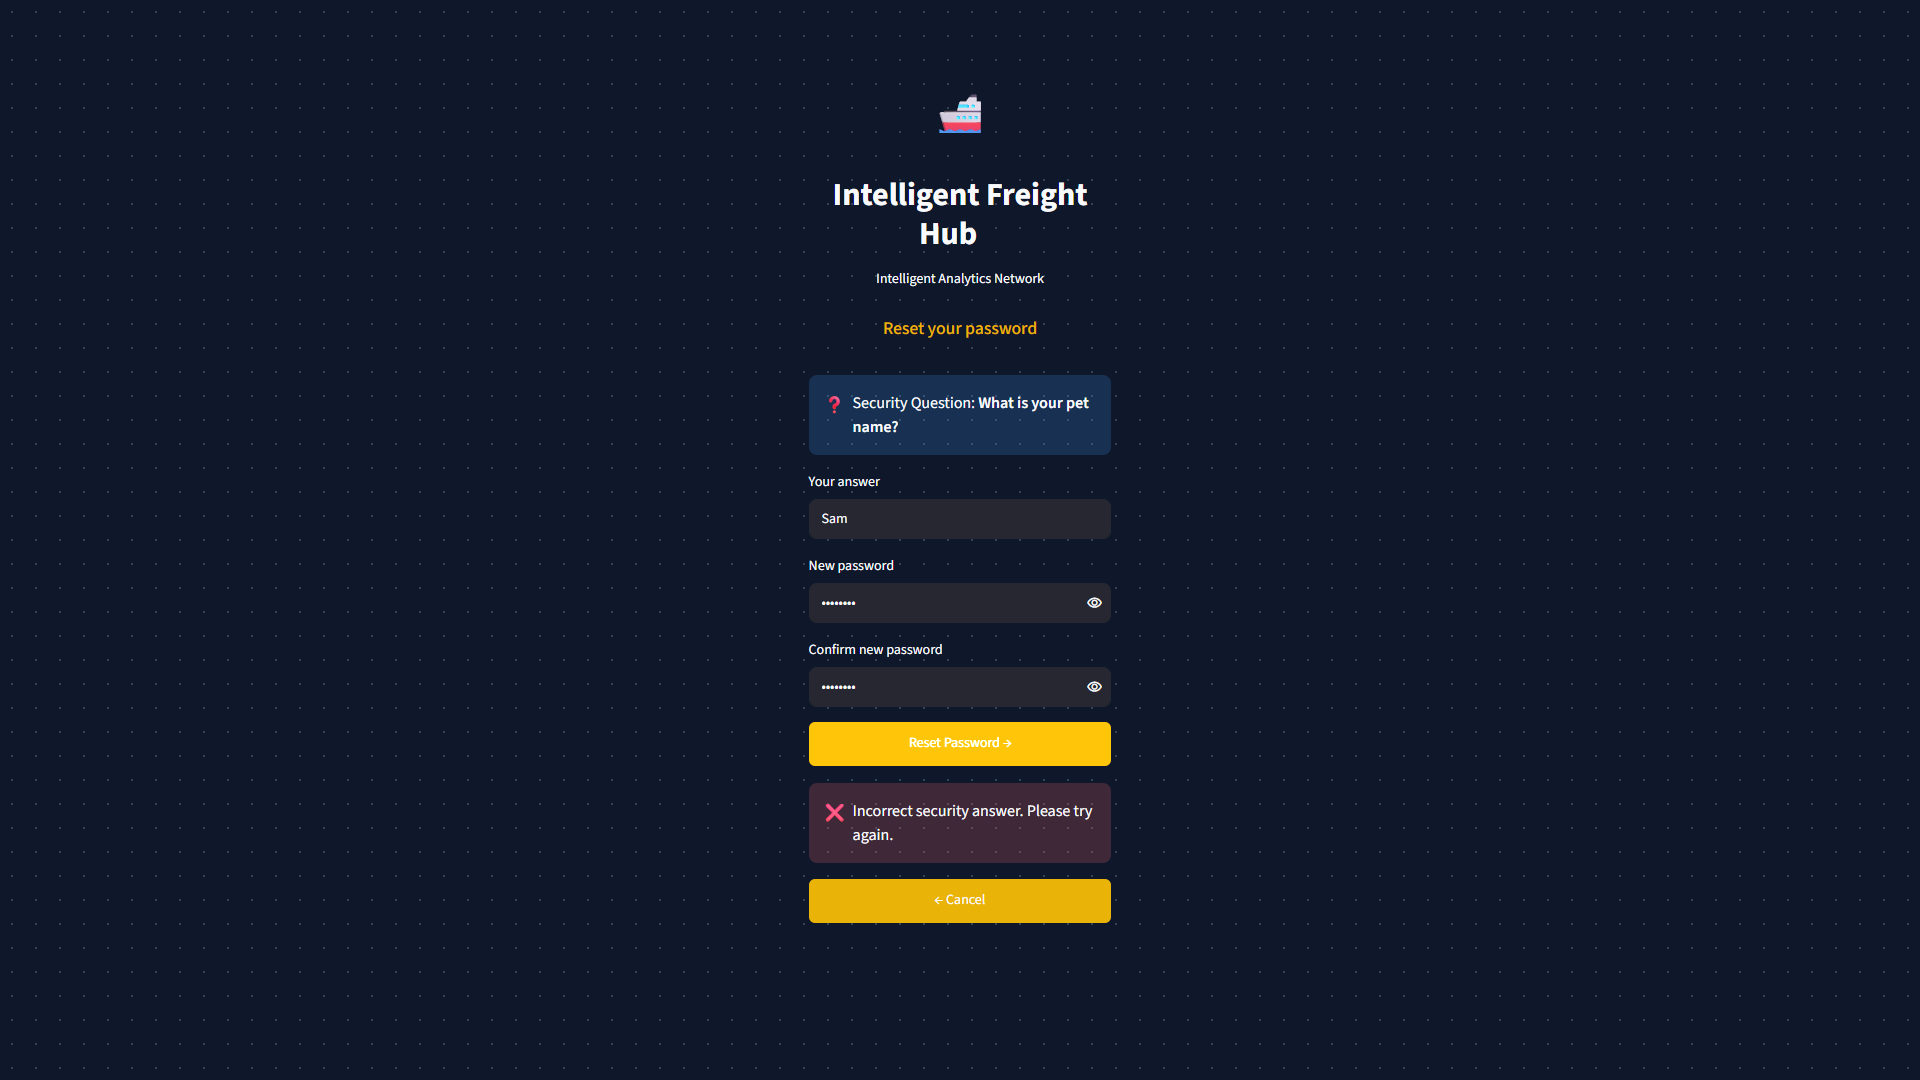 Intelligent Freight
Hub
Intelligent Analytics Network
Reset your password
Security Question: What is your pet
name?
Your answer
Sam
New password
••••••••
Confirm new password
••••••••
Reset Password →
Incorrect security answer. Please try
again.
← Cancel